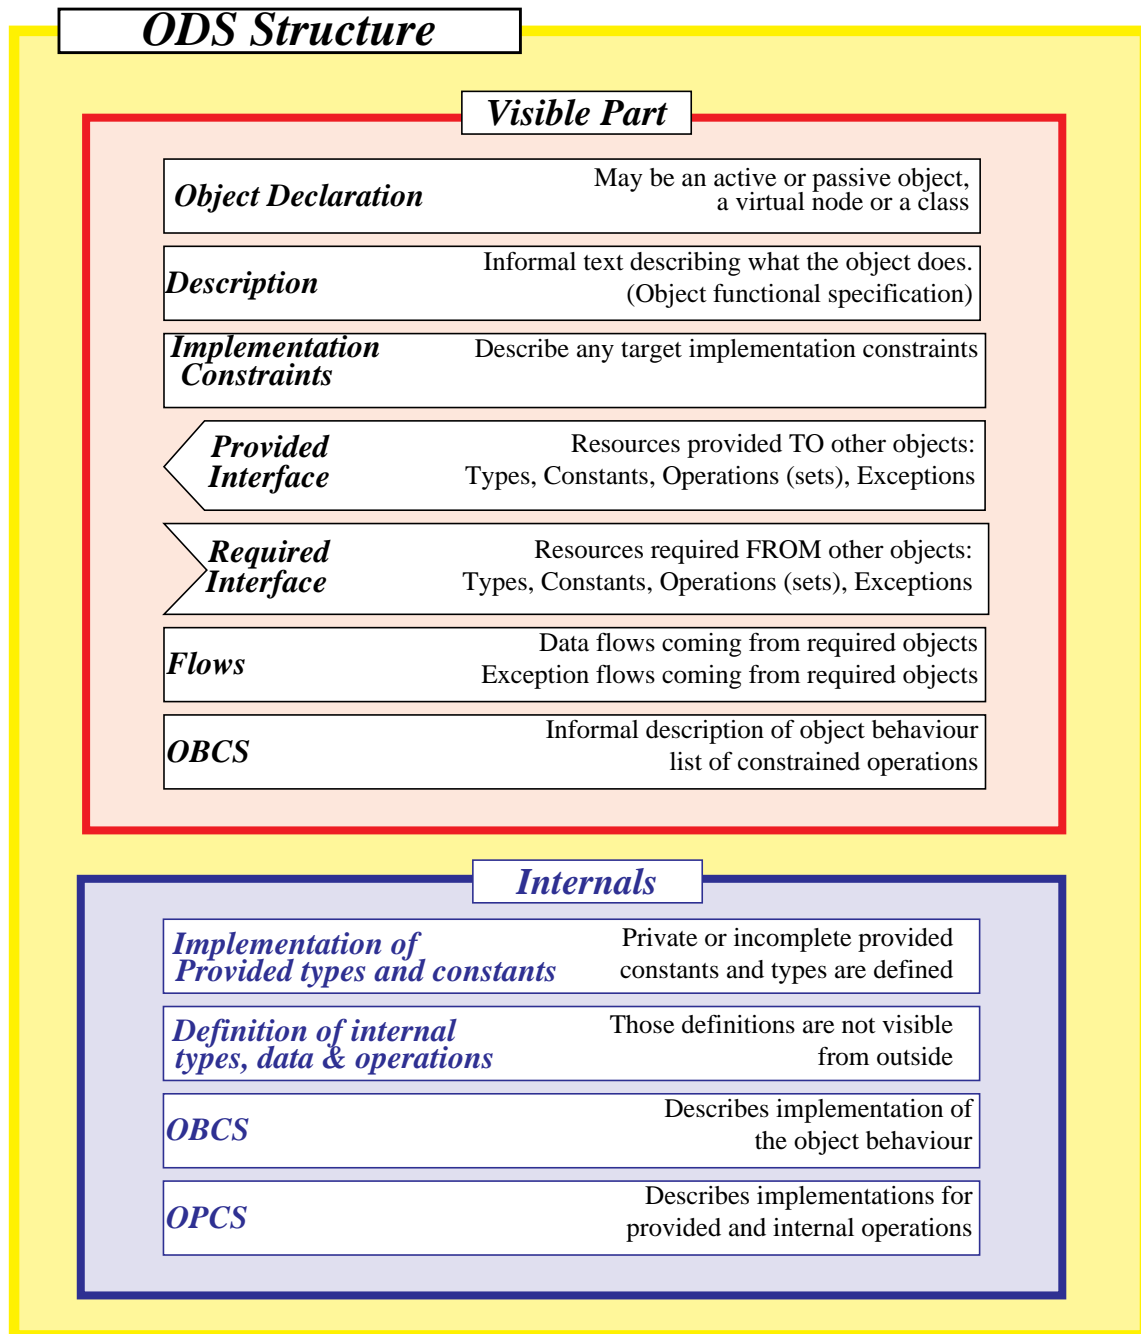 ODS Structure
Visible Part
Object Declaration
May be an active or passive object,
a virtual node or a class
Description
Informal text describing what the object does.
(Object functional specification)
Implementation
Constraints
Describe any target implementation constraints
Provided
Interface
Resources provided TO other objects:
Types, Constants, Operations (sets), Exceptions
Required
Interface
Resources required FROM other objects:
Types, Constants, Operations (sets), Exceptions
Flows
Data flows coming from required objects
Exception flows coming from required objects
OBCS
Informal description of object behaviour
list of constrained operations
Internals
Implementation of
Provided types and constants
Private or incomplete provided
constants and types are defined
Definition of internal
types, data & operations
Those definitions are not visible
from outside
OBCS
Describes implementation of
the object behaviour
OPCS
Describes implementations for
provided and internal operations